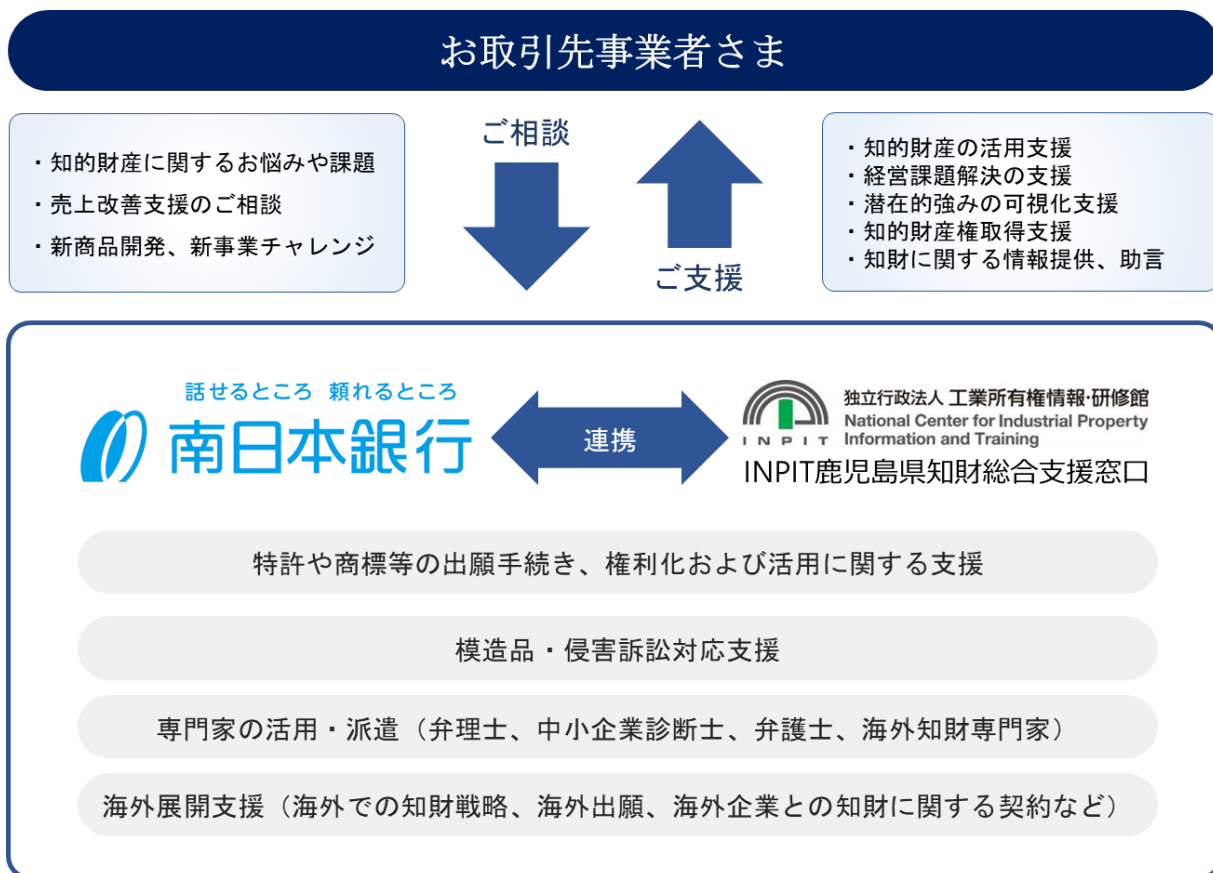 お取引先事業者さま
・知的財産に関するお悩みや課題
・売上改善支援のご相談
・新商品開発、新事業チャレンジ
ご相談
ご支援
・知的財産の活用支援
・経営課題解決の支援
・潜在的強みの可視化支援
・知的財産権取得支援
・知財に関する情報提供、助言
話せるところ 頼れるところ
南日本銀行
連携
INPIT
独立行政法人 工業所有権情報・研修館
National Center for Industrial Property
Information and Training
INPIT鹿児島県知財総合支援窓口
特許や商標等の出願手続き、権利化および活用に関する支援
模造品・侵害訴訟対応支援
専門家の活用・派遣（弁理士、中小企業診断士、弁護士、海外知財専門家）
海外展開支援（海外での知財戦略、海外出願、海外企業との知財に関する契約など）